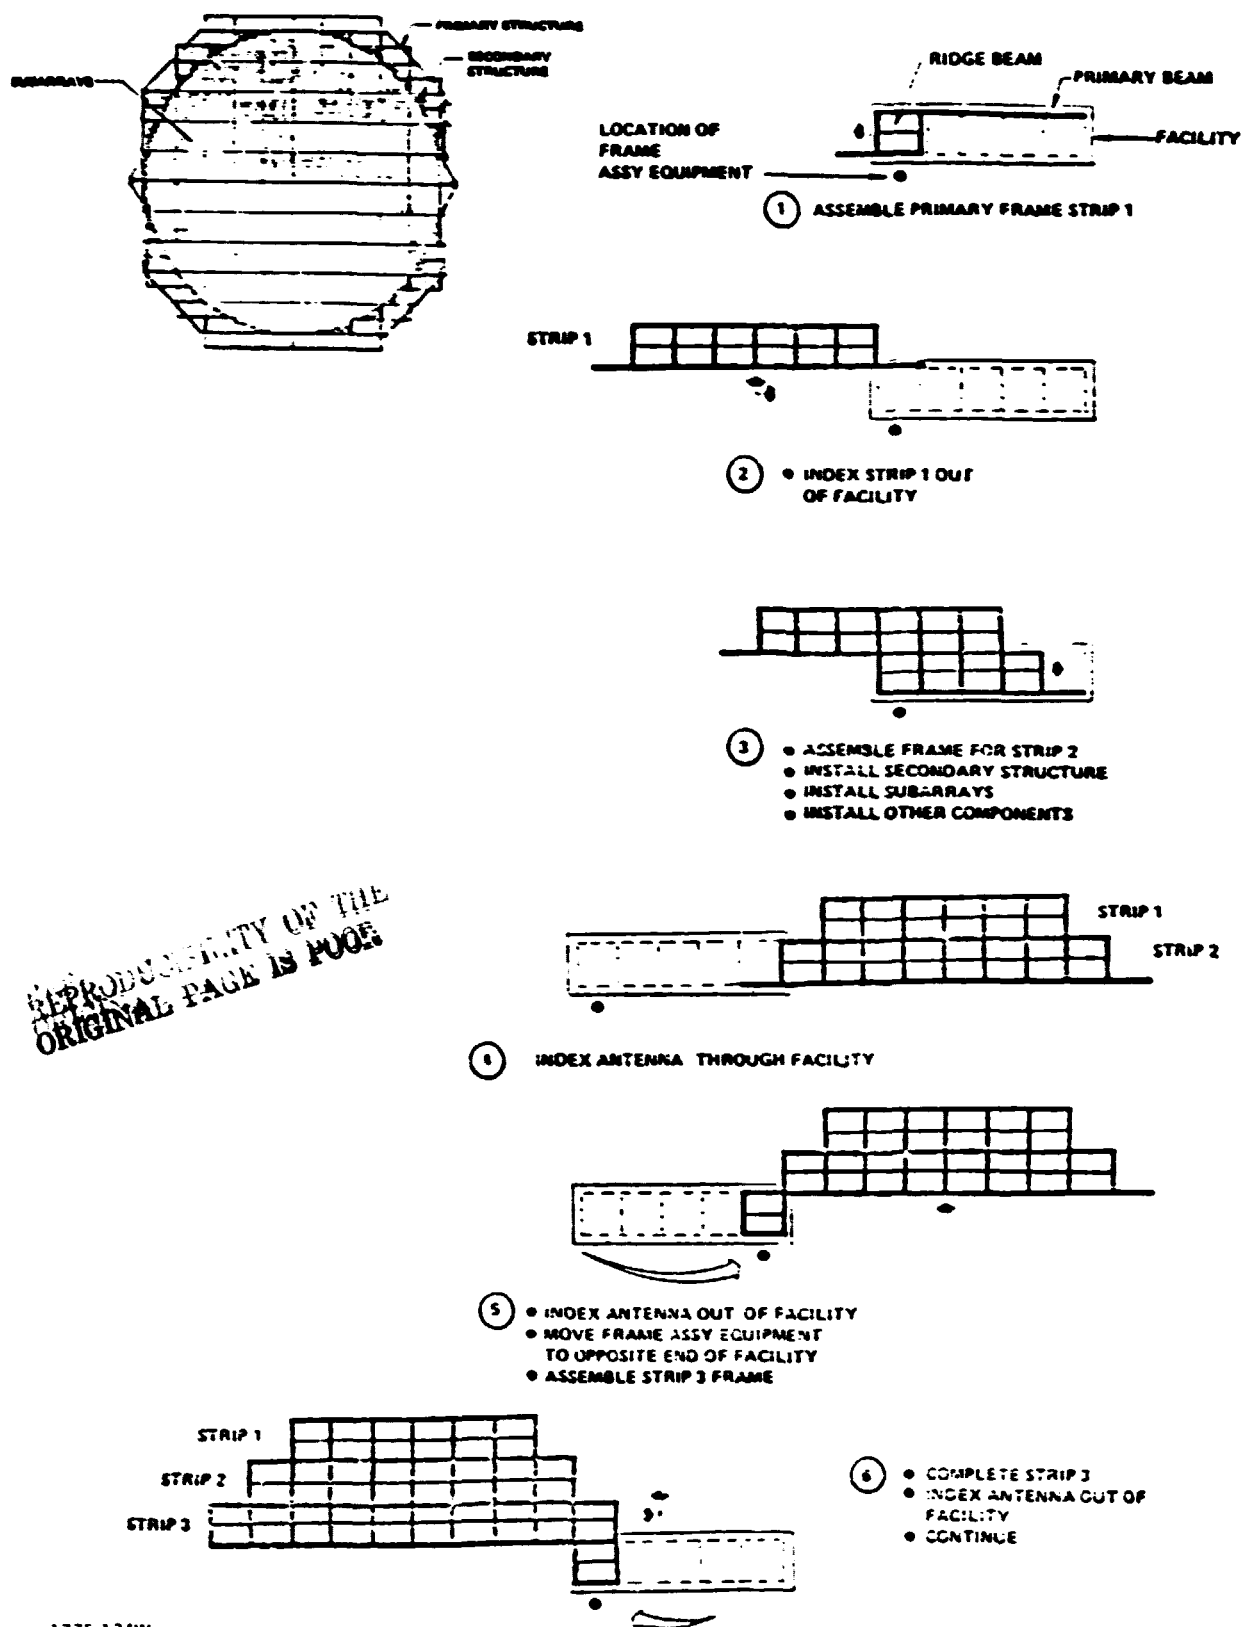 PRIMARY STRUCTURE
SECONDARY
STRUCTURE
SUBARRAYS
RIDGE BEAM
PRIMARY BEAM
LOCATION OF
FRAME
ASSY EQUIPMENT
FACILITY
1 ASSEMBLE PRIMARY FRAME STRIP 1
STRIP 1
2 • INDEX STRIP 1 OUT
OF FACILITY
3 • ASSEMBLE FRAME FOR STRIP 2
• INSTALL SECONDARY STRUCTURE
• INSTALL SUBARRAYS
• INSTALL OTHER COMPONENTS
STRIP 1
STRIP 2
REPRODUCIBILITY OF THE
ORIGINAL PAGE IS POOR
INDEX ANTENNA THROUGH FACILITY
5 • INDEX ANTENNA OUT OF FACILITY
• MOVE FRAME ASSY EQUIPMENT
TO OPPOSITE END OF FACILITY
• ASSEMBLE STRIP 3 FRAME
STRIP 1
STRIP 2
STRIP 3
6 • COMPLETE STRIP 3
• INDEX ANTENNA OUT OF
FACILITY
• CONTINUE